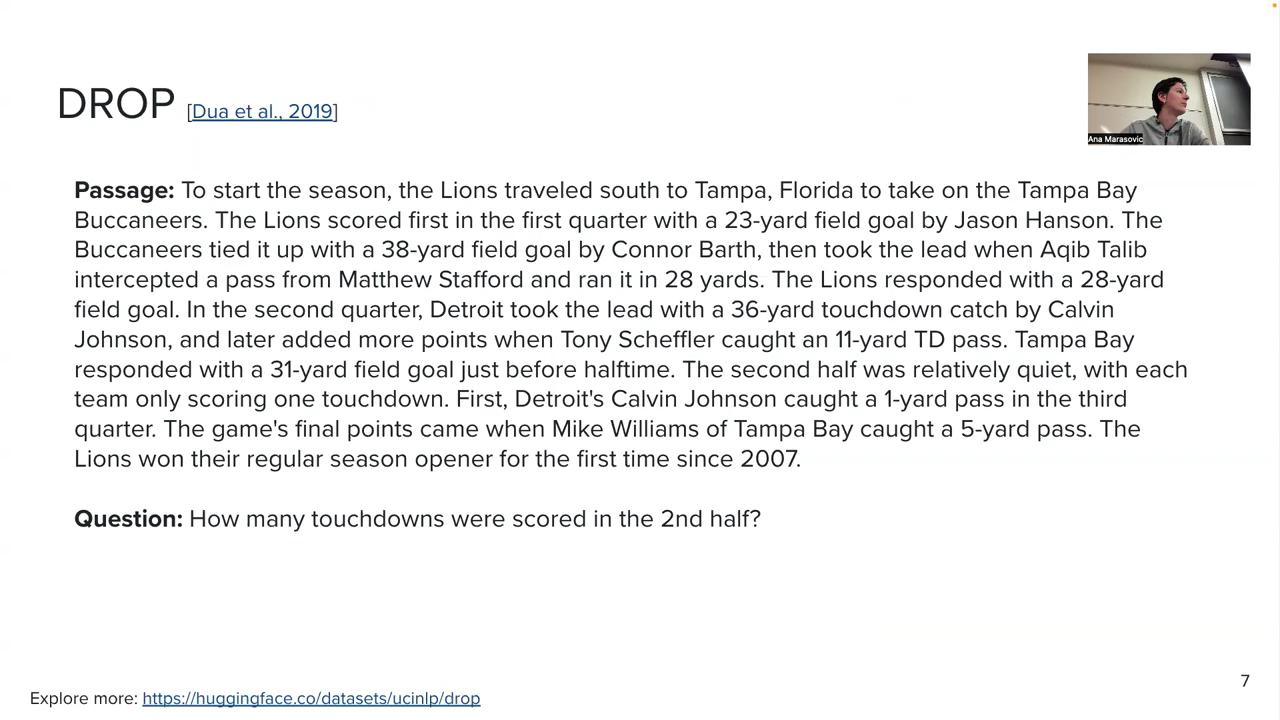 DROP [Dua et al., 2019]
Ana Marasovic
Passage: To start the season, the Lions traveled south to Tampa, Florida to take on the Tampa Bay
Buccaneers. The Lions scored first in the first quarter with a 23-yard field goal by Jason Hanson. The
Buccaneers tied it up with a 38-yard field goal by Connor Barth, then took the lead when Aqib Talib
intercepted a pass from Matthew Stafford and ran it in 28 yards. The Lions responded with a 28-yard
field goal. In the second quarter, Detroit took the lead with a 36-yard touchdown catch by Calvin
Johnson, and later added more points when Tony Scheffler caught an 11-yard TD pass. Tampa Bay
responded with a 31-yard field goal just before halftime. The second half was relatively quiet, with each
team only scoring one touchdown. First, Detroit's Calvin Johnson caught a 1-yard pass in the third
quarter. The game's final points came when Mike Williams of Tampa Bay caught a 5-yard pass. The
Lions won their regular season opener for the first time since 2007.
Question: How many touchdowns were scored in the 2nd half?
7
Explore more: https://huggingface.co/datasets/ucinlp/drop